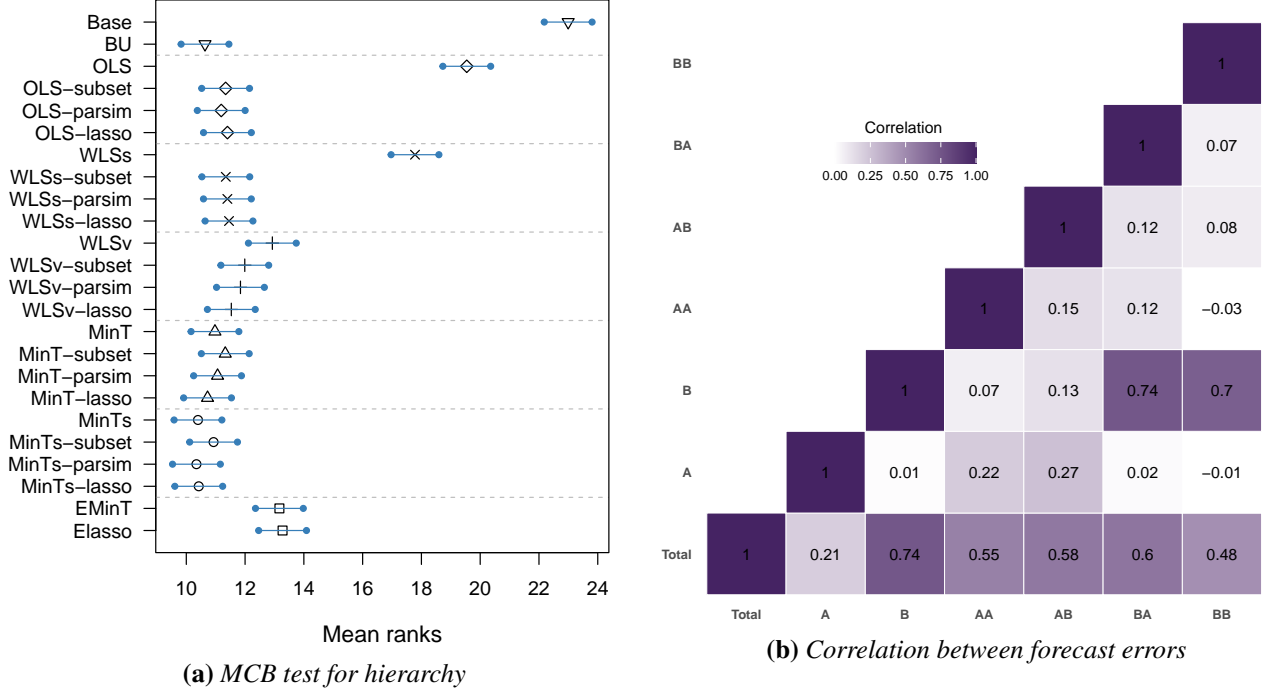 Base
BU
OLS
OLS−subset
OLS−parsim
OLS−lasso
WLSs
WLSs−subset
WLSs−parsim
WLSs−lasso
WLSv
WLSv−subset
WLSv−parsim
WLSv−lasso
MinT
MinT−subset
MinT−parsim
MinT−lasso
MinTs
MinTs−subset
MinTs−parsim
MinTs−lasso
EMinT
Elasso
10 12 14 16 18 20 22 24
Mean ranks
(a) MCB test for hierarchy
Correlation
0.00 0.25 0.50 0.75 1.00
BB 1
BA 1 0.07
AB 1 0.12 0.08
AA 1 0.15 0.12 −0.03
B 1 0.07 0.13 0.74 0.7
A 1 0.01 0.22 0.27 0.02 −0.01
Total 1 0.21 0.74 0.55 0.58 0.6 0.48
Total A B AA AB BA BB
(b) Correlation between forecast errors